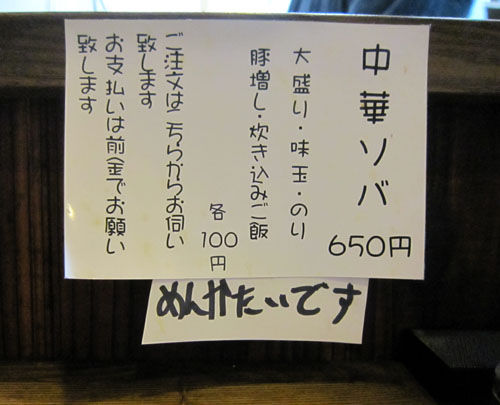 中華ソバ
650円
大盛り・味玉・のり
豚増し・炊き込みご飯
各100円
ご注文はこちらからお伺い
致します
お支払いは前金でお願い
致します
めんかたいです